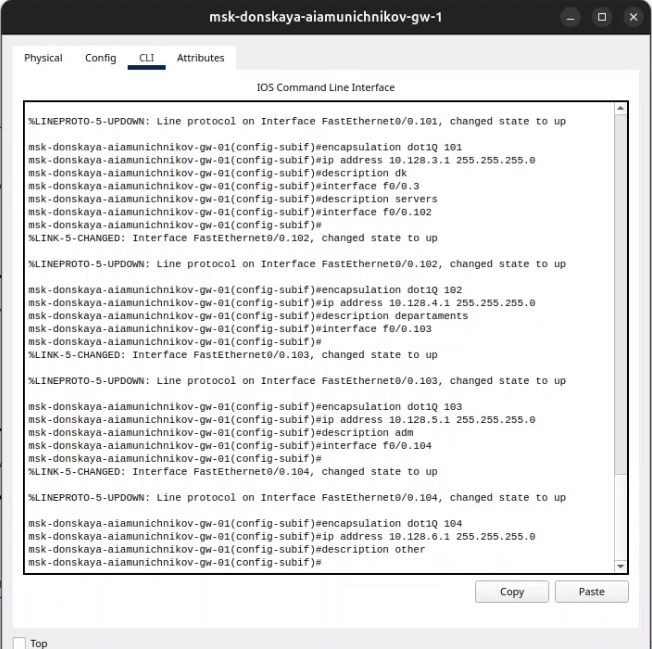 msk-donskaya-aiamunichnikov-gw-1
Physical Config CLI Attributes
IOS Command Line Interface
%LINEPROTO-5-UPDOWN: Line protocol on Interface FastEthernet0/0.101, changed state to up
msk-donskaya-aiamunichnikov-gw-01(config-subif)#encapsulation dot1Q 101
msk-donskaya-aiamunichnikov-gw-01(config-subif)#ip address 10.128.3.1 255.255.255.0
msk-donskaya-aiamunichnikov-gw-01(config-subif)#description dk
msk-donskaya-aiamunichnikov-gw-01(config-subif)#interface f0/0.3
msk-donskaya-aiamunichnikov-gw-01(config-subif)#description servers
msk-donskaya-aiamunichnikov-gw-01(config-subif)#interface f0/0.102
msk-donskaya-aiamunichnikov-gw-01(config-subif)#
%LINK-5-CHANGED: Interface FastEthernet0/0.102, changed state to up
%LINEPROTO-5-UPDOWN: Line protocol on Interface FastEthernet0/0.102, changed state to up
msk-donskaya-aiamunichnikov-gw-01(config-subif)#encapsulation dot1Q 102
msk-donskaya-aiamunichnikov-gw-01(config-subif)#ip address 10.128.4.1 255.255.255.0
msk-donskaya-aiamunichnikov-gw-01(config-subif)#description departaments
msk-donskaya-aiamunichnikov-gw-01(config-subif)#interface f0/0.103
msk-donskaya-aiamunichnikov-gw-01(config-subif)#
%LINK-5-CHANGED: Interface FastEthernet0/0.103, changed state to up
%LINEPROTO-5-UPDOWN: Line protocol on Interface FastEthernet0/0.103, changed state to up
msk-donskaya-aiamunichnikov-gw-01(config-subif)#encapsulation dot1Q 103
msk-donskaya-aiamunichnikov-gw-01(config-subif)#ip address 10.128.5.1 255.255.255.0
msk-donskaya-aiamunichnikov-gw-01(config-subif)#description adm
msk-donskaya-aiamunichnikov-gw-01(config-subif)#interface f0/0.104
msk-donskaya-aiamunichnikov-gw-01(config-subif)#
%LINK-5-CHANGED: Interface FastEthernet0/0.104, changed state to up
%LINEPROTO-5-UPDOWN: Line protocol on Interface FastEthernet0/0.104, changed state to up
msk-donskaya-aiamunichnikov-gw-01(config-subif)#encapsulation dot1Q 104
msk-donskaya-aiamunichnikov-gw-01(config-subif)#ip address 10.128.6.1 255.255.255.0
msk-donskaya-aiamunichnikov-gw-01(config-subif)#description other
msk-donskaya-aiamunichnikov-gw-01(config-subif)#
Copy Paste
Top